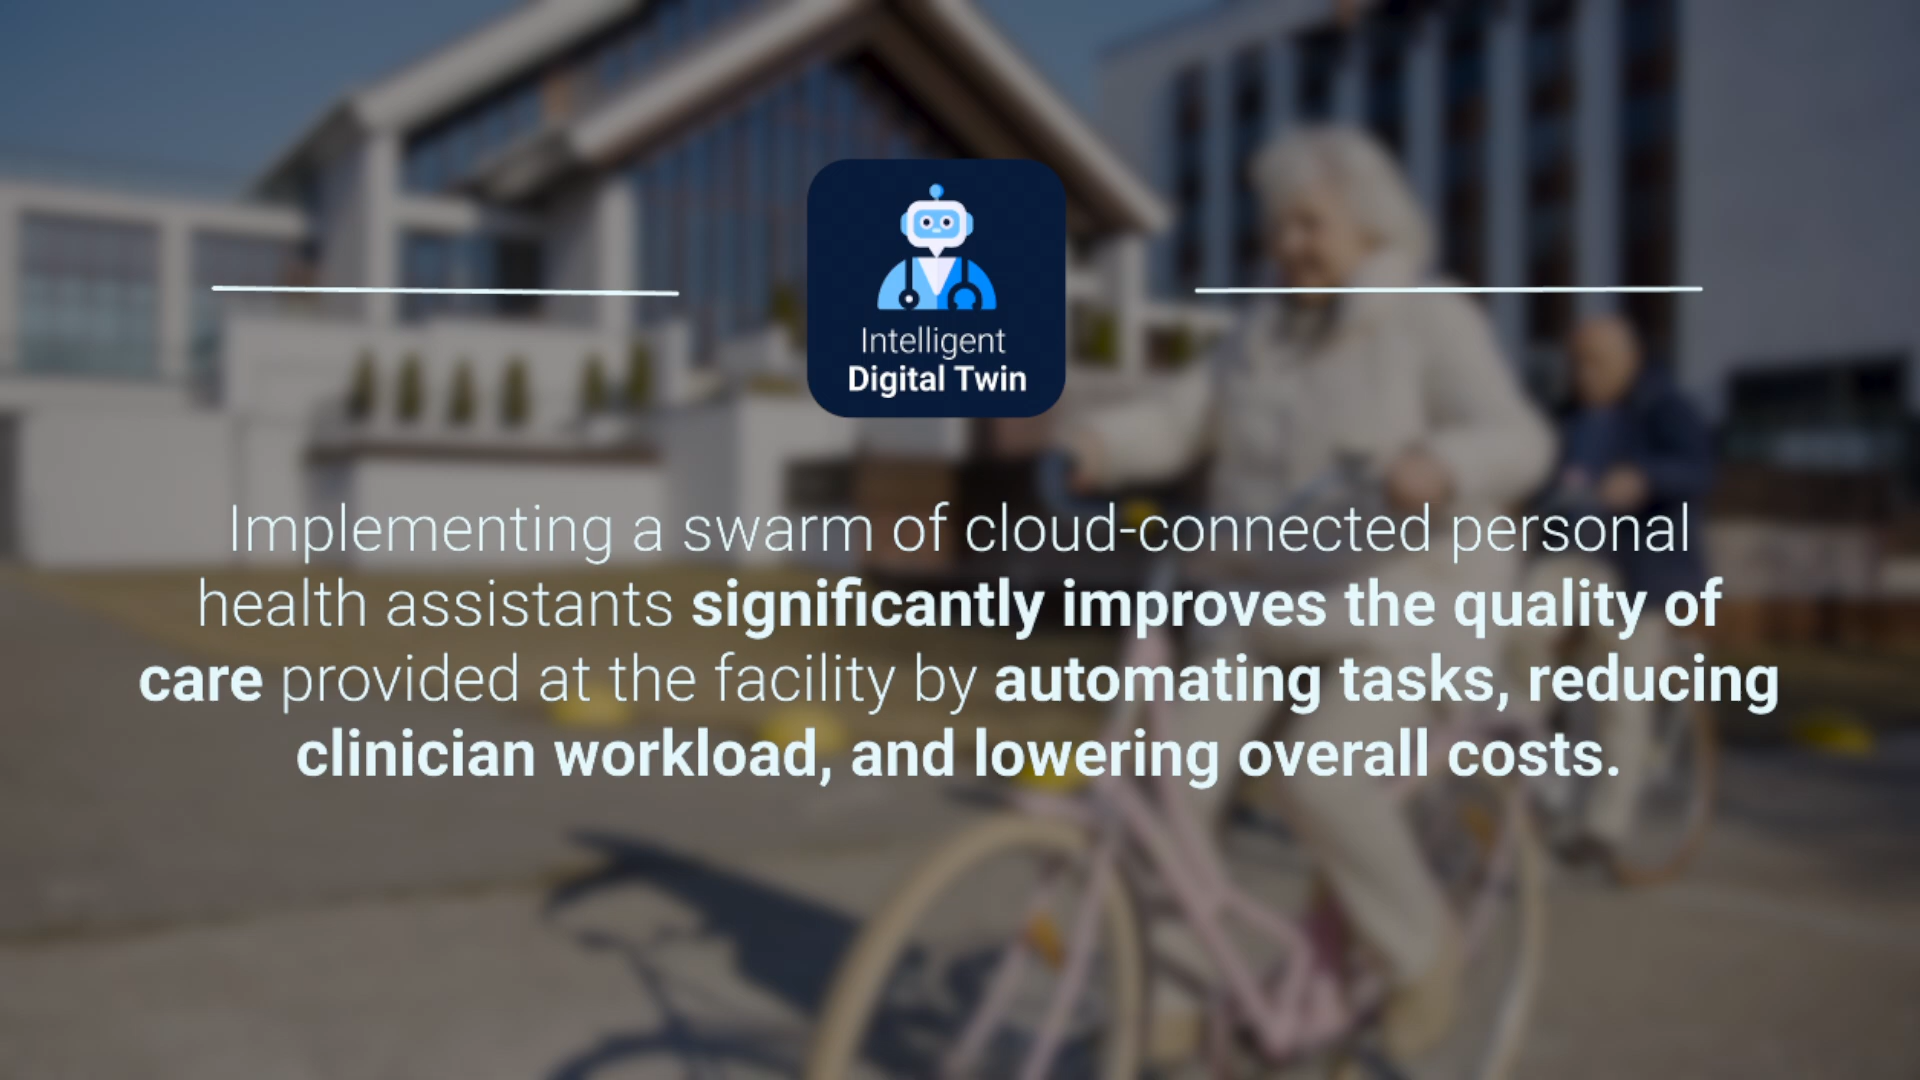 Intelligent
Digital Twin
Implementing a swarm of cloud-connected personal
health assistants significantly improves the quality of
care provided at the facility by automating tasks, reducing
clinician workload, and lowering overall costs.